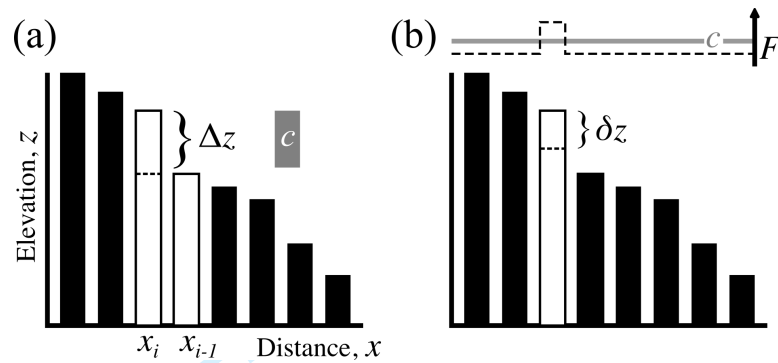 (a)
Δz
c
Elevation, z
x_i
x_{i-1}
Distance, x
(b)
c
F
δz